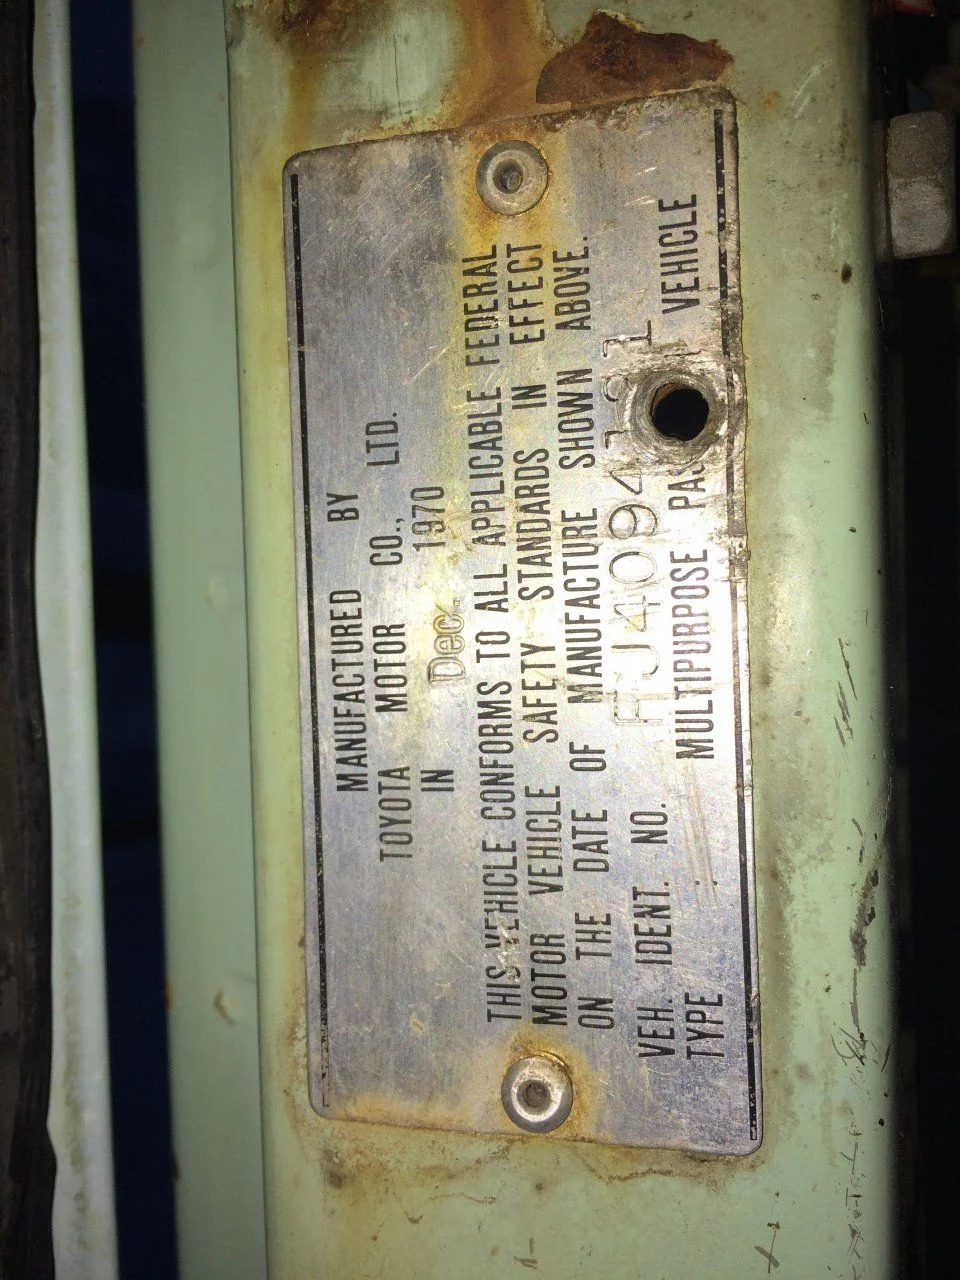 MANUFACTURED BY
TOYOTA MOTOR CO., LTD.
IN Dec. 1970
THIS VEHICLE CONFORMS TO ALL APPLICABLE FEDERAL
MOTOR VEHICLE SAFETY STANDARDS IN EFFECT
ON THE DATE OF MANUFACTURE SHOWN ABOVE.
VEH. IDENT. NO.
TYPE : MULTIPURPOSE VEHICLE